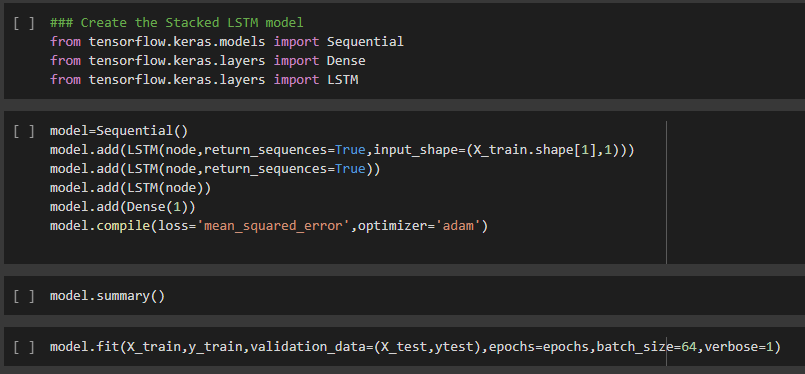 [ ] ### Create the Stacked LSTM model
from tensorflow.keras.models import Sequential
from tensorflow.keras.layers import Dense
from tensorflow.keras.layers import LSTM
[ ] model=Sequential()
model.add(LSTM(node,return_sequences=True,input_shape=(X_train.shape[1],1)))
model.add(LSTM(node,return_sequences=True))
model.add(LSTM(node))
model.add(Dense(1))
model.compile(loss='mean_squared_error',optimizer='adam')
[ ] model.summary()
[ ] model.fit(X_train,y_train,validation_data=(X_test,ytest),epochs=epochs,batch_size=64,verbose=1)